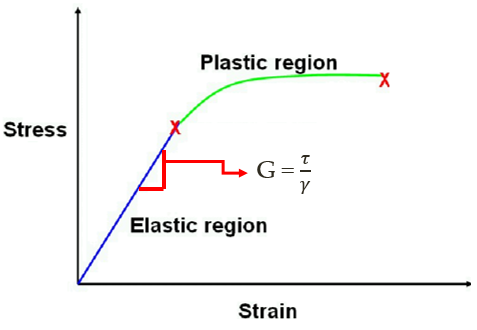 Plastic region
Stress
G = τ/γ
Elastic region
Strain